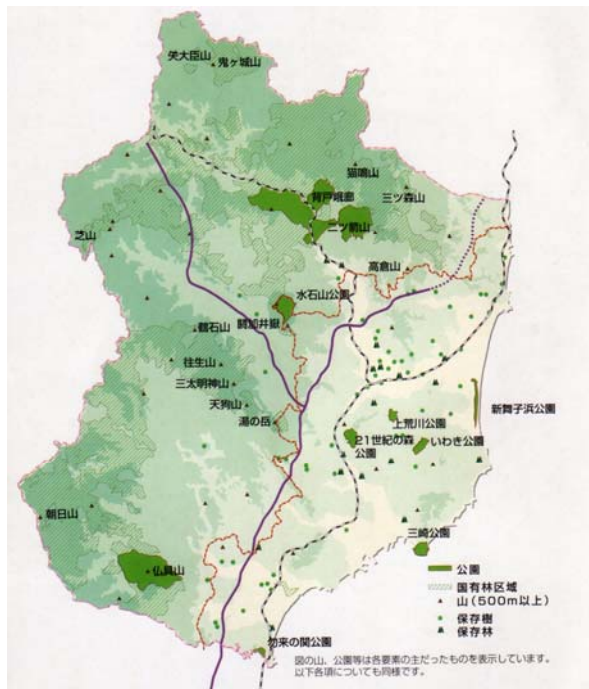 矢大臣山
鬼ヶ城山
猫鳴山
背戸峨廊
三ツ森山
二ツ箭山
芝山
高倉山
水石山公園
鶴石山
閼伽井嶽
往生山
三太明神山
天狗山
湯の岳
新舞子浜公園
上荒川公園
21世紀の森
公園
いわき公園
朝日山
三崎公園
仏具山
勿来の関公園
公園
国有林区域
山(500m以上)
保存樹
保存林
図の山、公園等は各要素の主だったものを表示しています。
以下各項についても同様です。